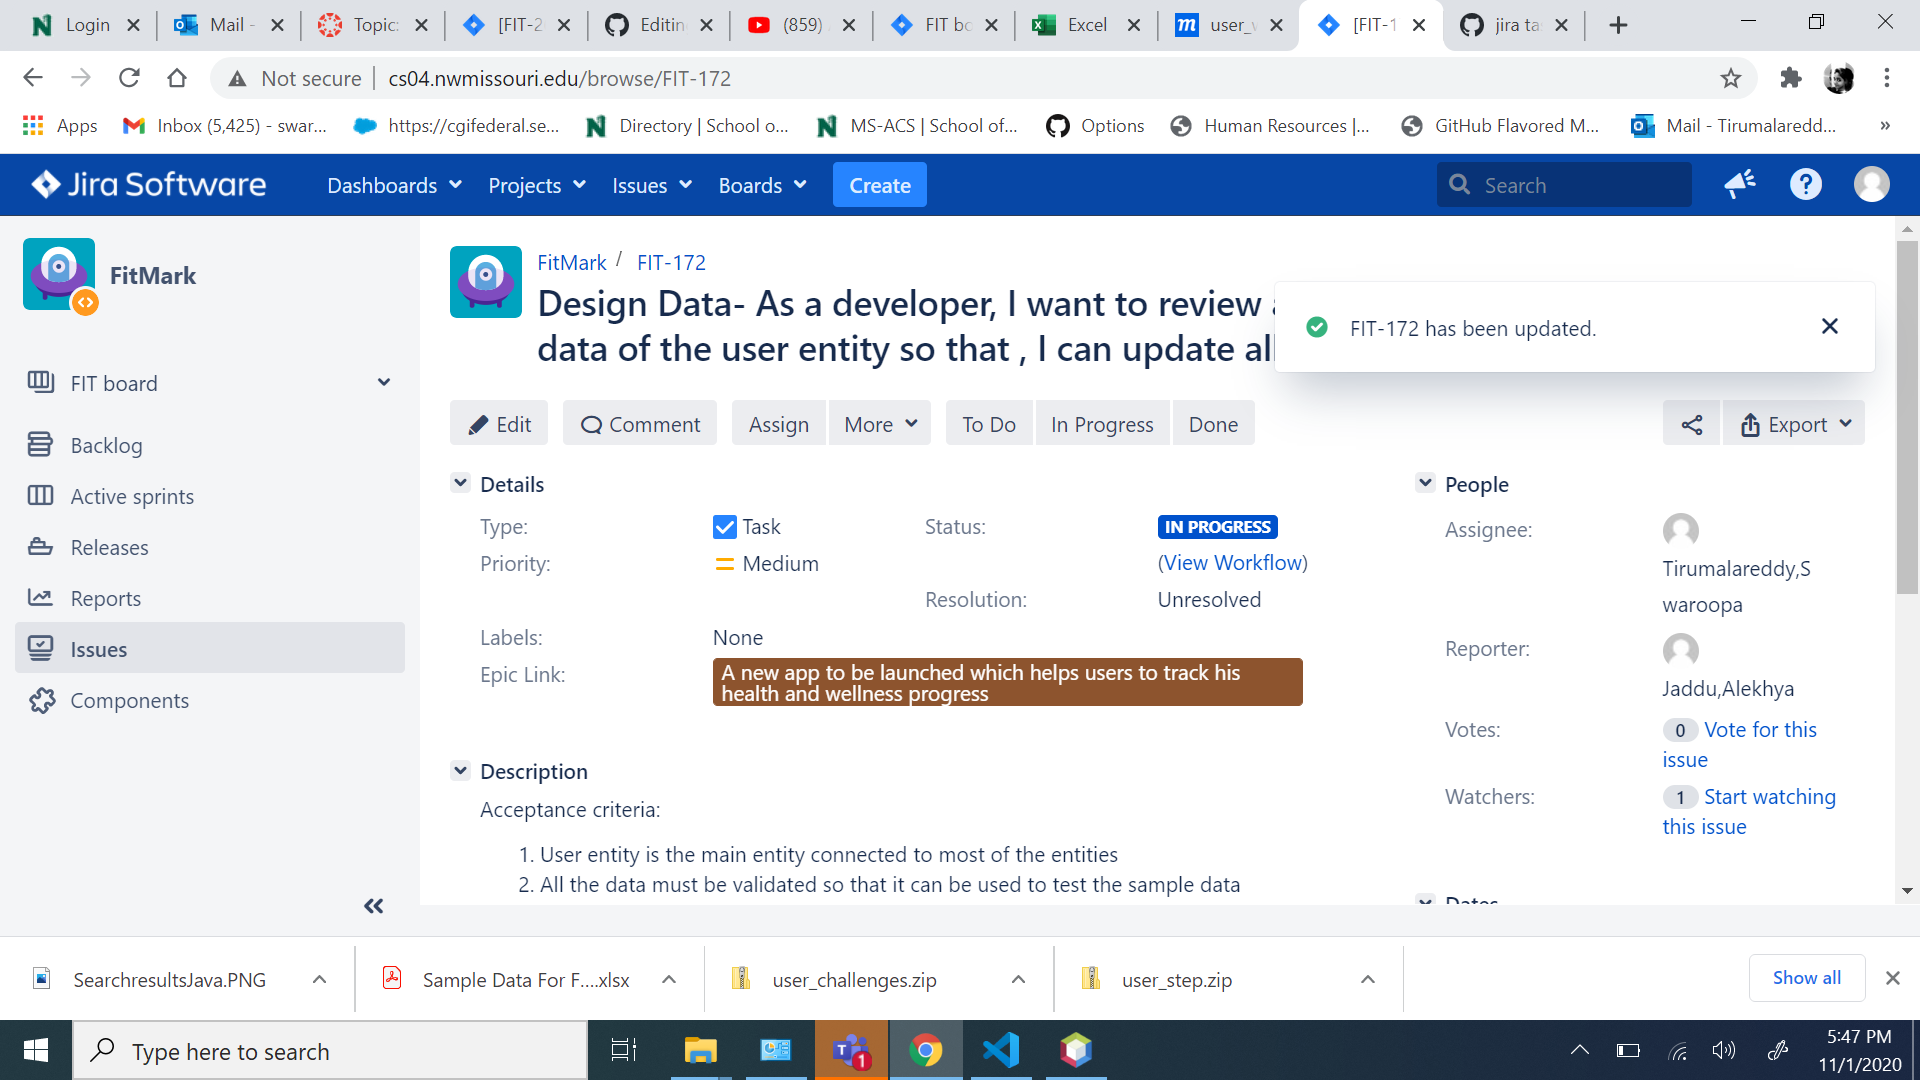 Login
Mail -
Topic:
[FIT-2
Editin
(859)
FIT bo
Excel
user_w
[FIT-1
jira ta
Not secure
cs04.nwmissouri.edu/browse/FIT-172
Apps
Inbox (5,425) - swar...
https://cgifederal.se...
Directory | School o...
MS-ACS | School of...
Options
Human Resources |...
GitHub Flavored M...
Mail - Tirumalaredd...
»
Jira Software
Dashboards
Projects
Issues
Boards
Create
Search
FitMark
FIT board
Backlog
Active sprints
Releases
Reports
Issues
Components
FitMark / FIT-172
Design Data- As a developer, I want to review
data of the user entity so that , I can update all
FIT-172 has been updated.
Edit
Comment
Assign
More
To Do
In Progress
Done
Export
Details
Type: Task
Status: IN PROGRESS
(View Workflow)
Priority: Medium
Resolution: Unresolved
Labels: None
Epic Link: A new app to be launched which helps users to track his
health and wellness progress
Description
Acceptance criteria:
1. User entity is the main entity connected to most of the entities
2. All the data must be validated so that it can be used to test the sample data
People
Assignee:
Tirumalareddy,S
waroopa
Reporter:
Jaddu,Alekhya
Votes: 0 Vote for this
issue
Watchers: 1 Start watching
this issue
Dates
SearchresultsJava.PNG
Sample Data For F....xlsx
user_challenges.zip
user_step.zip
Show all
Type here to search
1
5:47 PM
11/1/2020